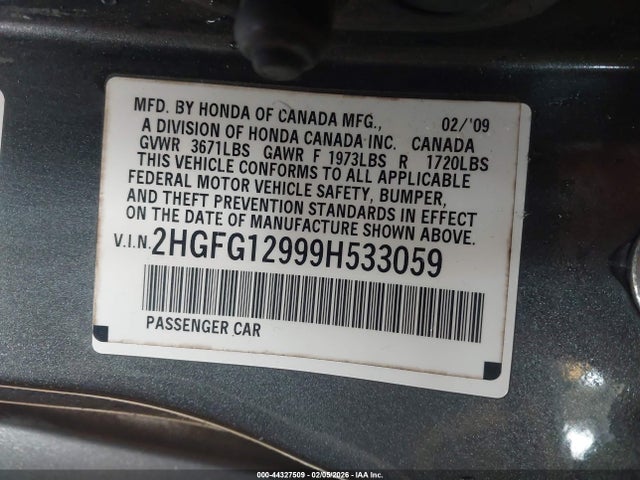 MFD. BY HONDA OF CANADA MFG., 02/'09
A DIVISION OF HONDA CANADA INC. CANADA
GVWR 3671LBS GAWR F 1973LBS R 1720LBS
THIS VEHICLE CONFORMS TO ALL APPLICABLE
FEDERAL MOTOR VEHICLE SAFETY, BUMPER,
AND THEFT PREVENTION STANDARDS IN EFFECT
ON THE DATE OF MANUFACTURE SHOWN ABOVE.
V.I.N. 2HGFG12999H533059
PASSENGER CAR
000-44327509 - 02/05/2026 - IAA Inc.